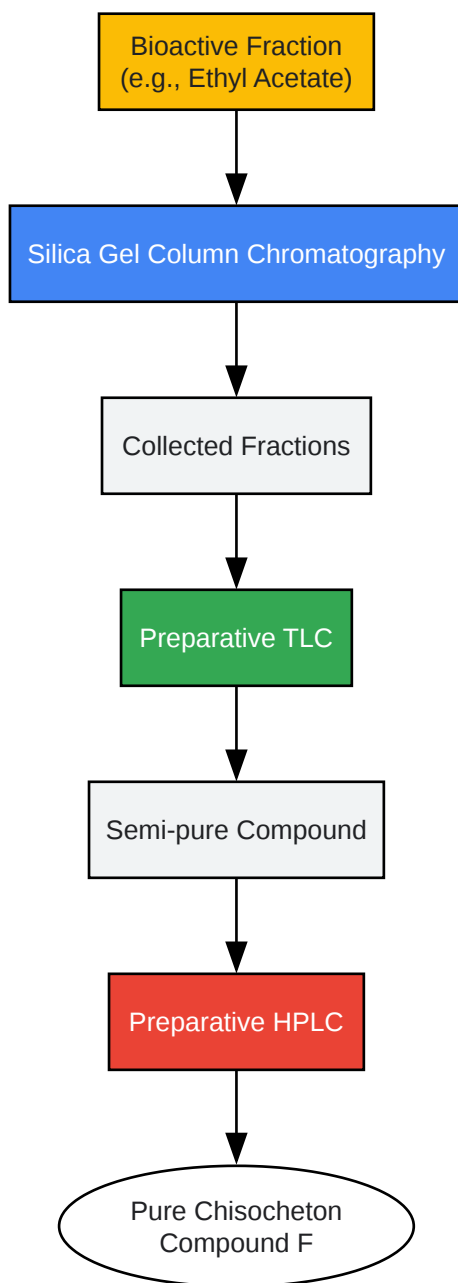 Bioactive Fraction
(e.g., Ethyl Acetate)
Silica Gel Column Chromatography
Collected Fractions
Preparative TLC
Semi-pure Compound
Preparative HPLC
Pure Chisocheton
Compound F